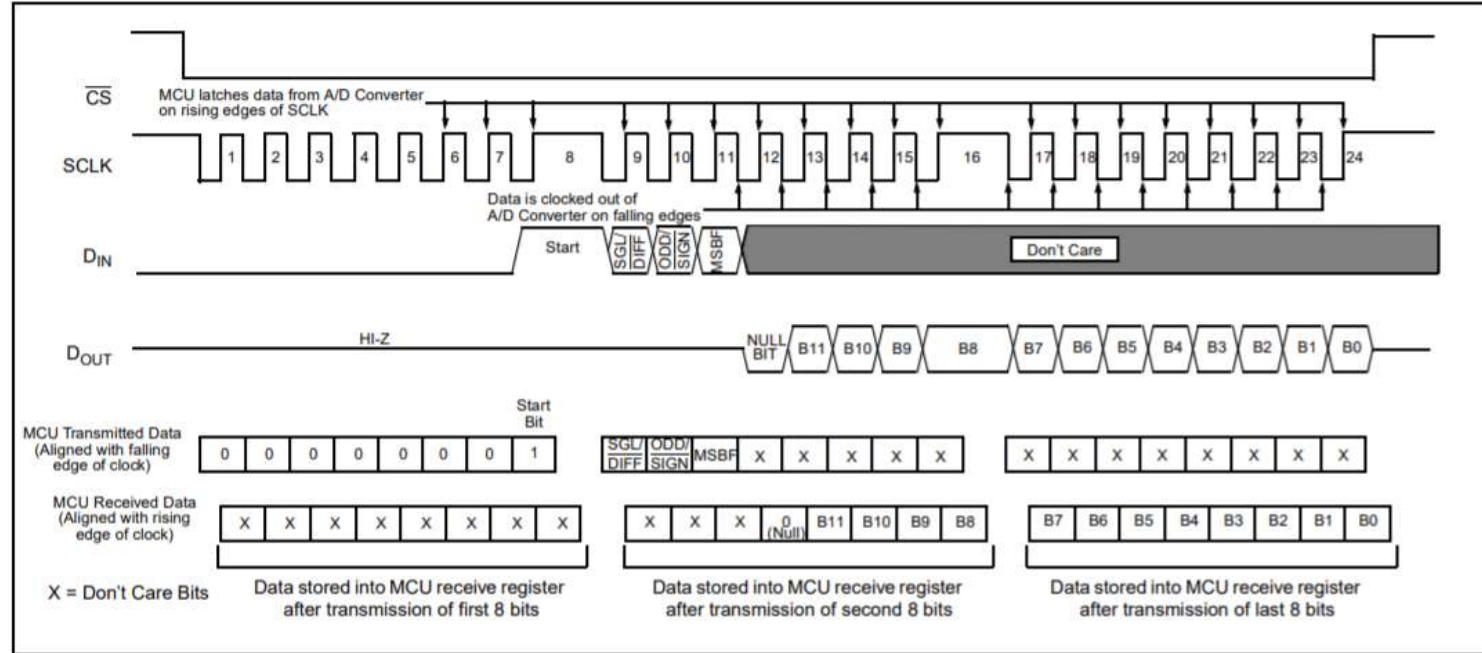 CS
MCU latches data from A/D Converter
on rising edges of SCLK
SCLK
1 2 3 4 5 6 7 8 9 10 11 12 13 14 15 16 17 18 19 20 21 22 23 24
Data is clocked out of
A/D Converter on falling edges
DIN
Start SGL/ DIFF ODD/ SIGN MSBF Don't Care
DOUT
HI-Z
NULL BIT B11 B10 B9 B8 B7 B6 B5 B4 B3 B2 B1 B0
Start
Bit
MCU Transmitted Data
(Aligned with falling
edge of clock)
0 0 0 0 0 0 0 1
SGL/ DIFF ODD/ SIGN MSBF X X X X X
X X X X X X X X
MCU Received Data
(Aligned with rising
edge of clock)
X X X X X X X X
X X X 0 (Null) B11 B10 B9 B8
B7 B6 B5 B4 B3 B2 B1 B0
X = Don't Care Bits
Data stored into MCU receive register
after transmission of first 8 bits
Data stored into MCU receive register
after transmission of second 8 bits
Data stored into MCU receive register
after transmission of last 8 bits